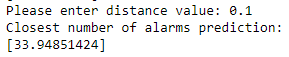 Please enter distance value: 0.1
Closest number of alarms prediction:
[33.94851424]